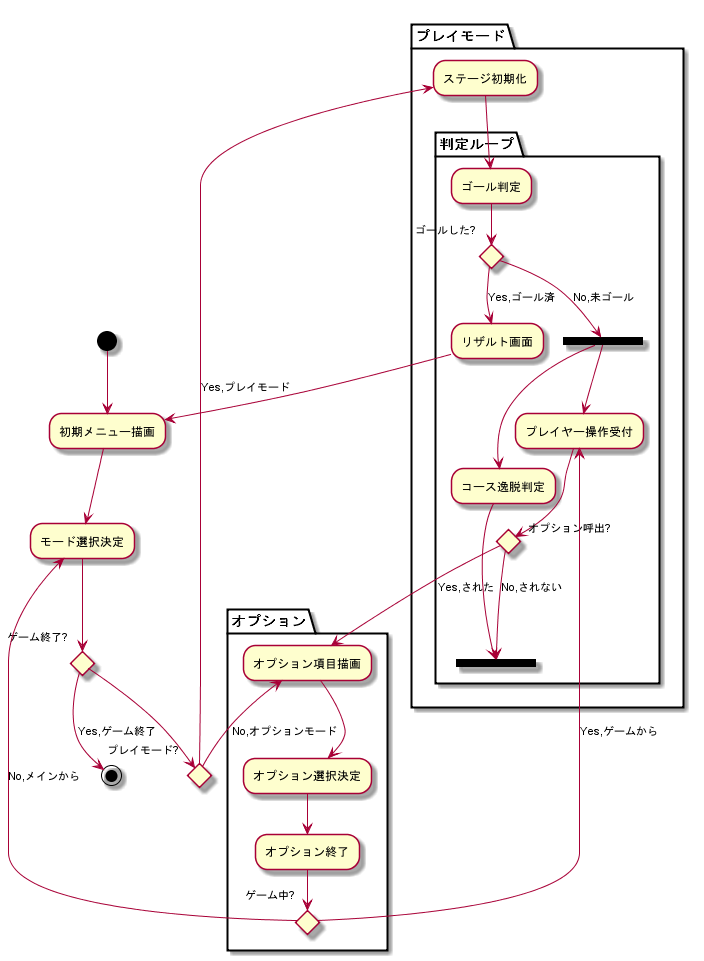 プレイモード
ステージ初期化
判定ループ
ゴール判定
ゴールした?
Yes,ゴール済
No,未ゴール
リザルト画面
Yes,プレイモード
初期メニュー描画
プレイヤー操作受付
コース逸脱判定
モード選択決定
オプション呼出?
Yes,された
No,されない
オプション
ゲーム終了?
オプション項目描画
Yes,ゲーム終了
No,オプションモード
Yes,ゲームから
プレイモード?
No,メインから
オプション選択決定
オプション終了
ゲーム中?